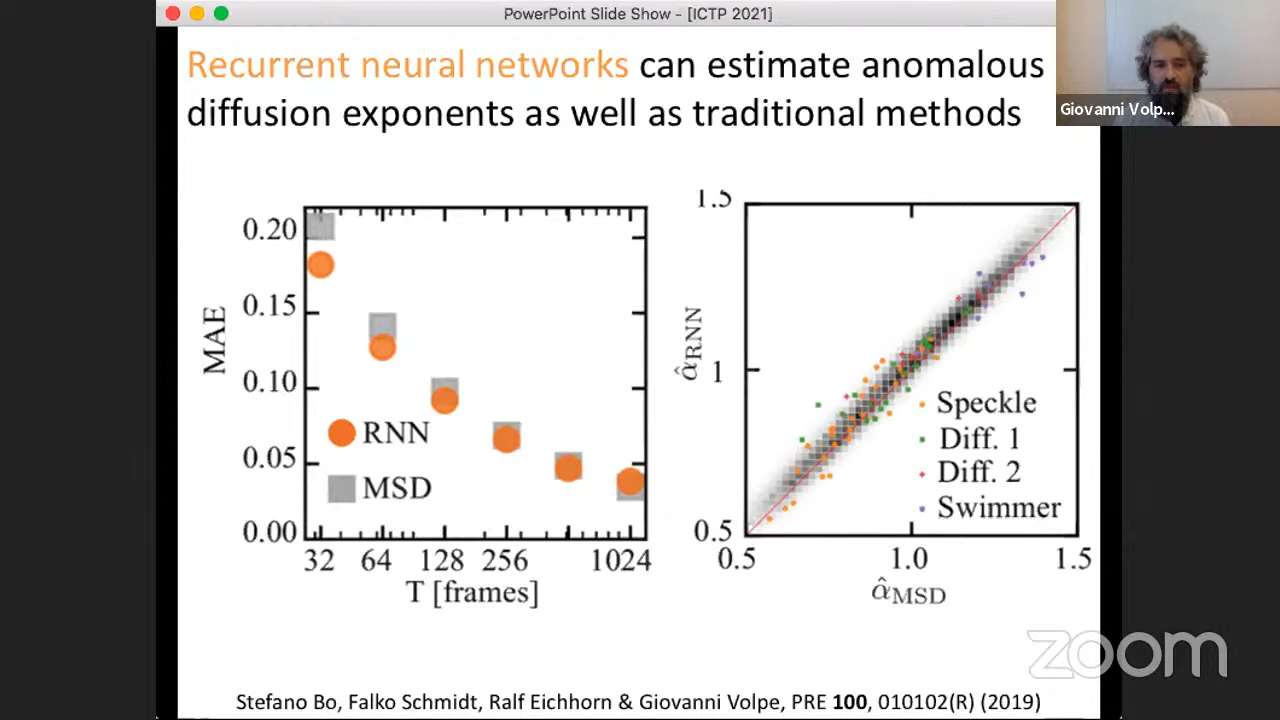 PowerPoint Slide Show - [ICTP 2021]
Recurrent neural networks can estimate anomalous
diffusion exponents as well as traditional methods
Giovanni Volp...
0.20
0.15
0.10
0.05
0.00
MAE
RNN
MSD
32 64 128 256 1024
T [frames]
1.5
1
0.5
α̂RNN
Speckle
Diff. 1
Diff. 2
Swimmer
0.5 1.0 1.5
α̂MSD
zoom
Stefano Bo, Falko Schmidt, Ralf Eichhorn & Giovanni Volpe, PRE 100, 010102(R) (2019)